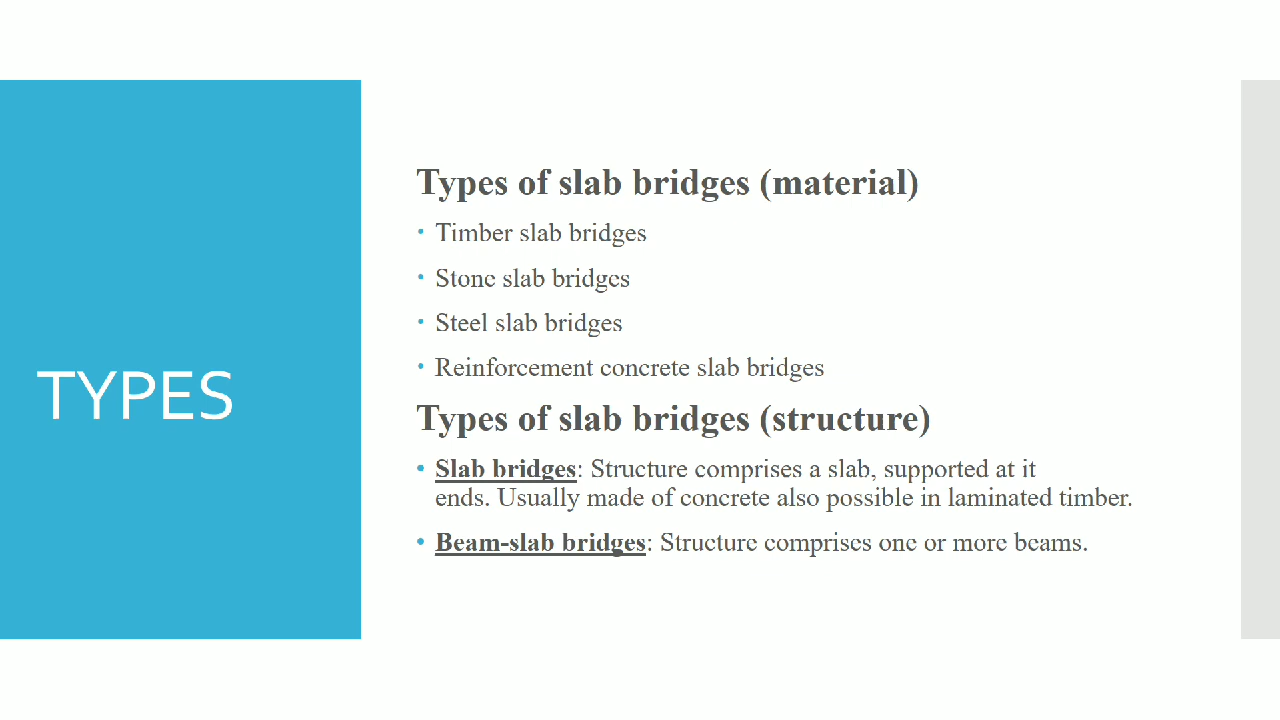 TYPES
Types of slab bridges (material)
• Timber slab bridges
• Stone slab bridges
• Steel slab bridges
• Reinforcement concrete slab bridges
Types of slab bridges (structure)
• Slab bridges: Structure comprises a slab, supported at it
ends. Usually made of concrete also possible in laminated timber.
• Beam-slab bridges: Structure comprises one or more beams.